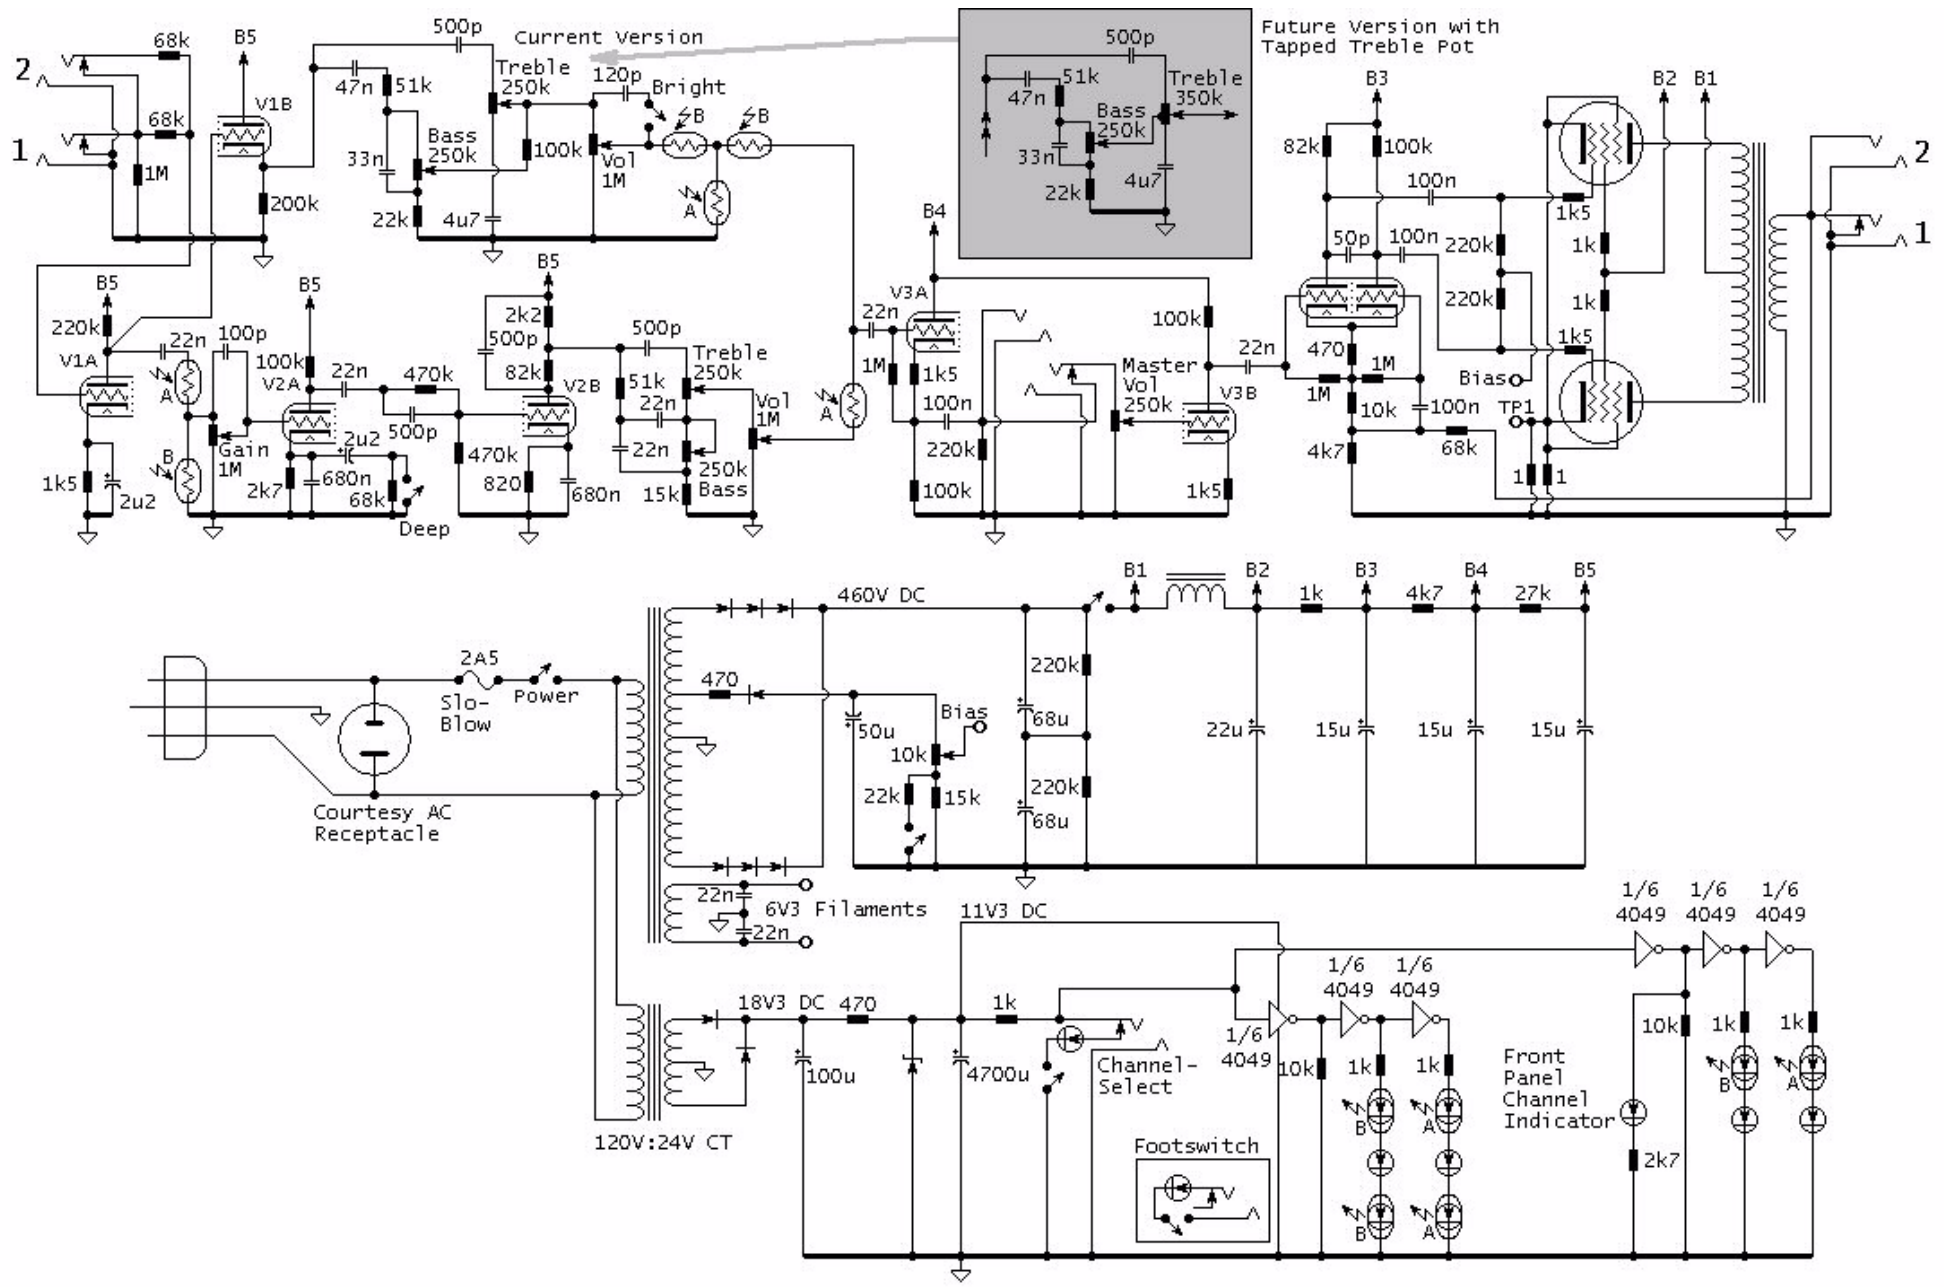 500p
Current Version
Future Version with
Tapped Treble Pot
68k
B5
2
V1B
47n
51k
Treble
250k
120p
Bright
B
B
68k
1
1M
Bass
250k
33n
100k
Vol
1M
A
200k
22k
4u7
500p
47n
51k
Treble
350k
Bass
250k
33n
22k
4u7
B3
B2
B1
82k
100k
100n
1k5
2
50p
100n
220k
1k
1
220k
1k
1k5
B5
220k
V1A
22n
100p
A
B5
100k
V2A
22n
470k
500p
B5
2k2
500p
82k
V2B
500p
51k
22n
22n
Treble
250k
Vol
1M
A
B4
22n
V3A
1M
1k5
100n
220k
100k
100k
Master
Vol
250k
V3B
22n
1k5
470
1M
1M
10k
100n
68k
4k7
Bias
TP1
1
1
Gain
1M
B
1k5
2u2
2u2
680n
2k7
68k
Deep
470k
820
680n
250k
Bass
15k
460V DC
B1
B2
B3
B4
B5
1k
4k7
27k
2A5
Slo-
Blow
Power
470
50u
Bias
10k
22k
15k
220k
68u
220k
68u
22u
15u
15u
15u
Courtesy AC
Receptacle
22n
6V3 Filaments
22n
11V3 DC
18V3 DC
470
1k
100u
4700u
Channel-
Select
120V:24V CT
Footswitch
1/6
4049
1/6
4049
1/6
4049
10k
1k
1k
B
A
B
A
1/6
4049
1/6
4049
1/6
4049
10k
1k
1k
B
A
Front
Panel
Channel
Indicator
2k7